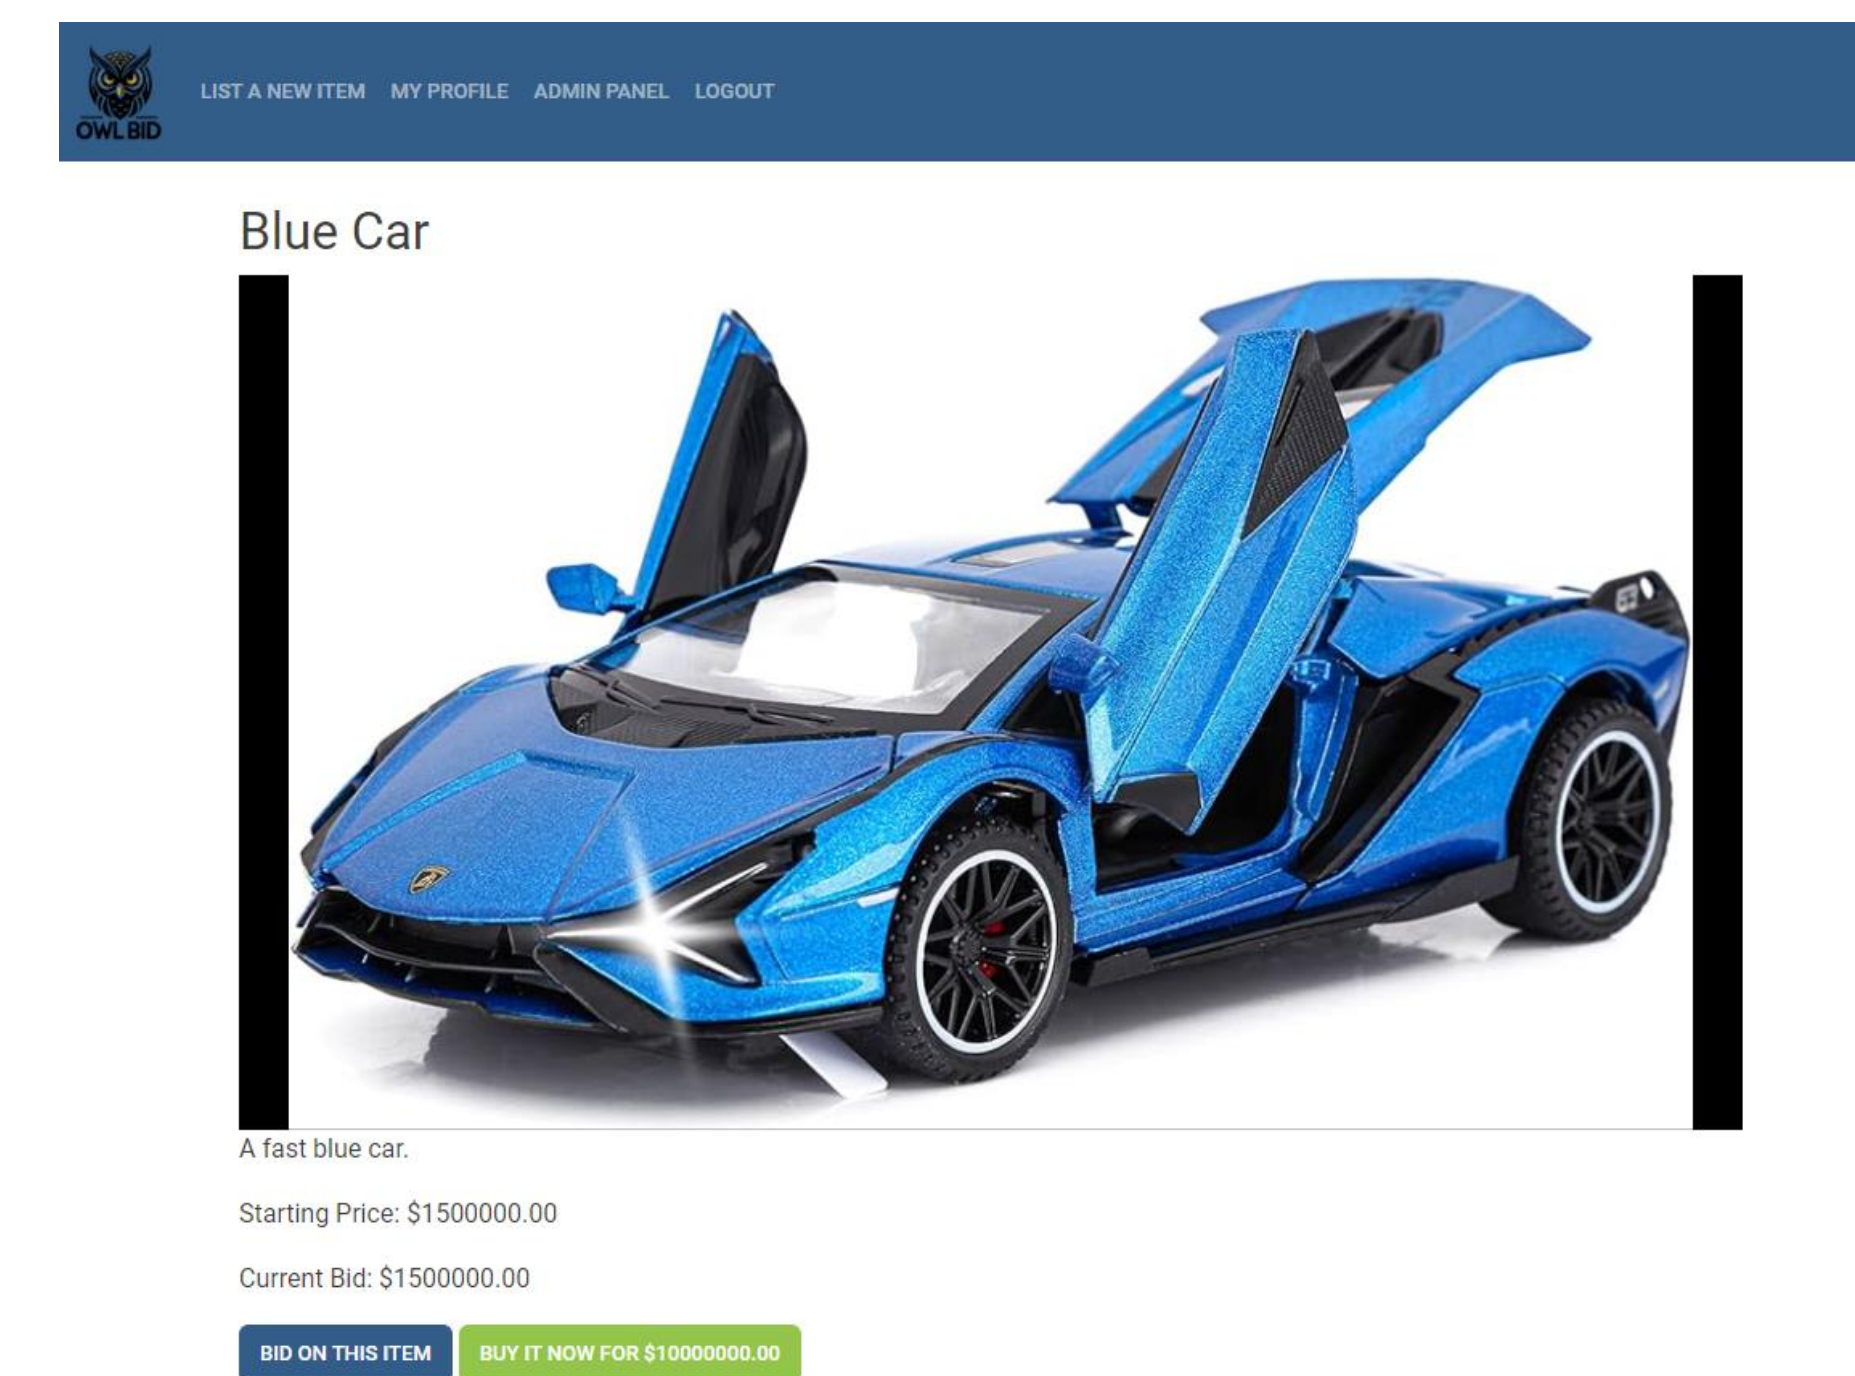 OWL BID
LIST A NEW ITEM MY PROFILE ADMIN PANEL LOGOUT
Blue Car
A fast blue car.
Starting Price: $1500000.00
Current Bid: $1500000.00
BID ON THIS ITEM BUY IT NOW FOR $10000000.00